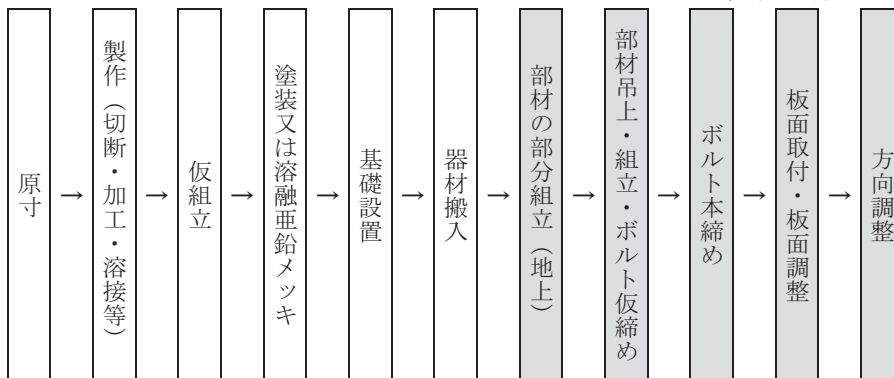 原寸
→
製作（切断・加工・溶接等）
→
仮組立
→
塗装又は溶融亜鉛メッキ
→
基礎設置
→
器材搬入
→
部材の部分組立（地上）
→
部材吊上・組立・ボルト仮締め
→
ボルト本締め
→
板面取付・板面調整
→
方向調整